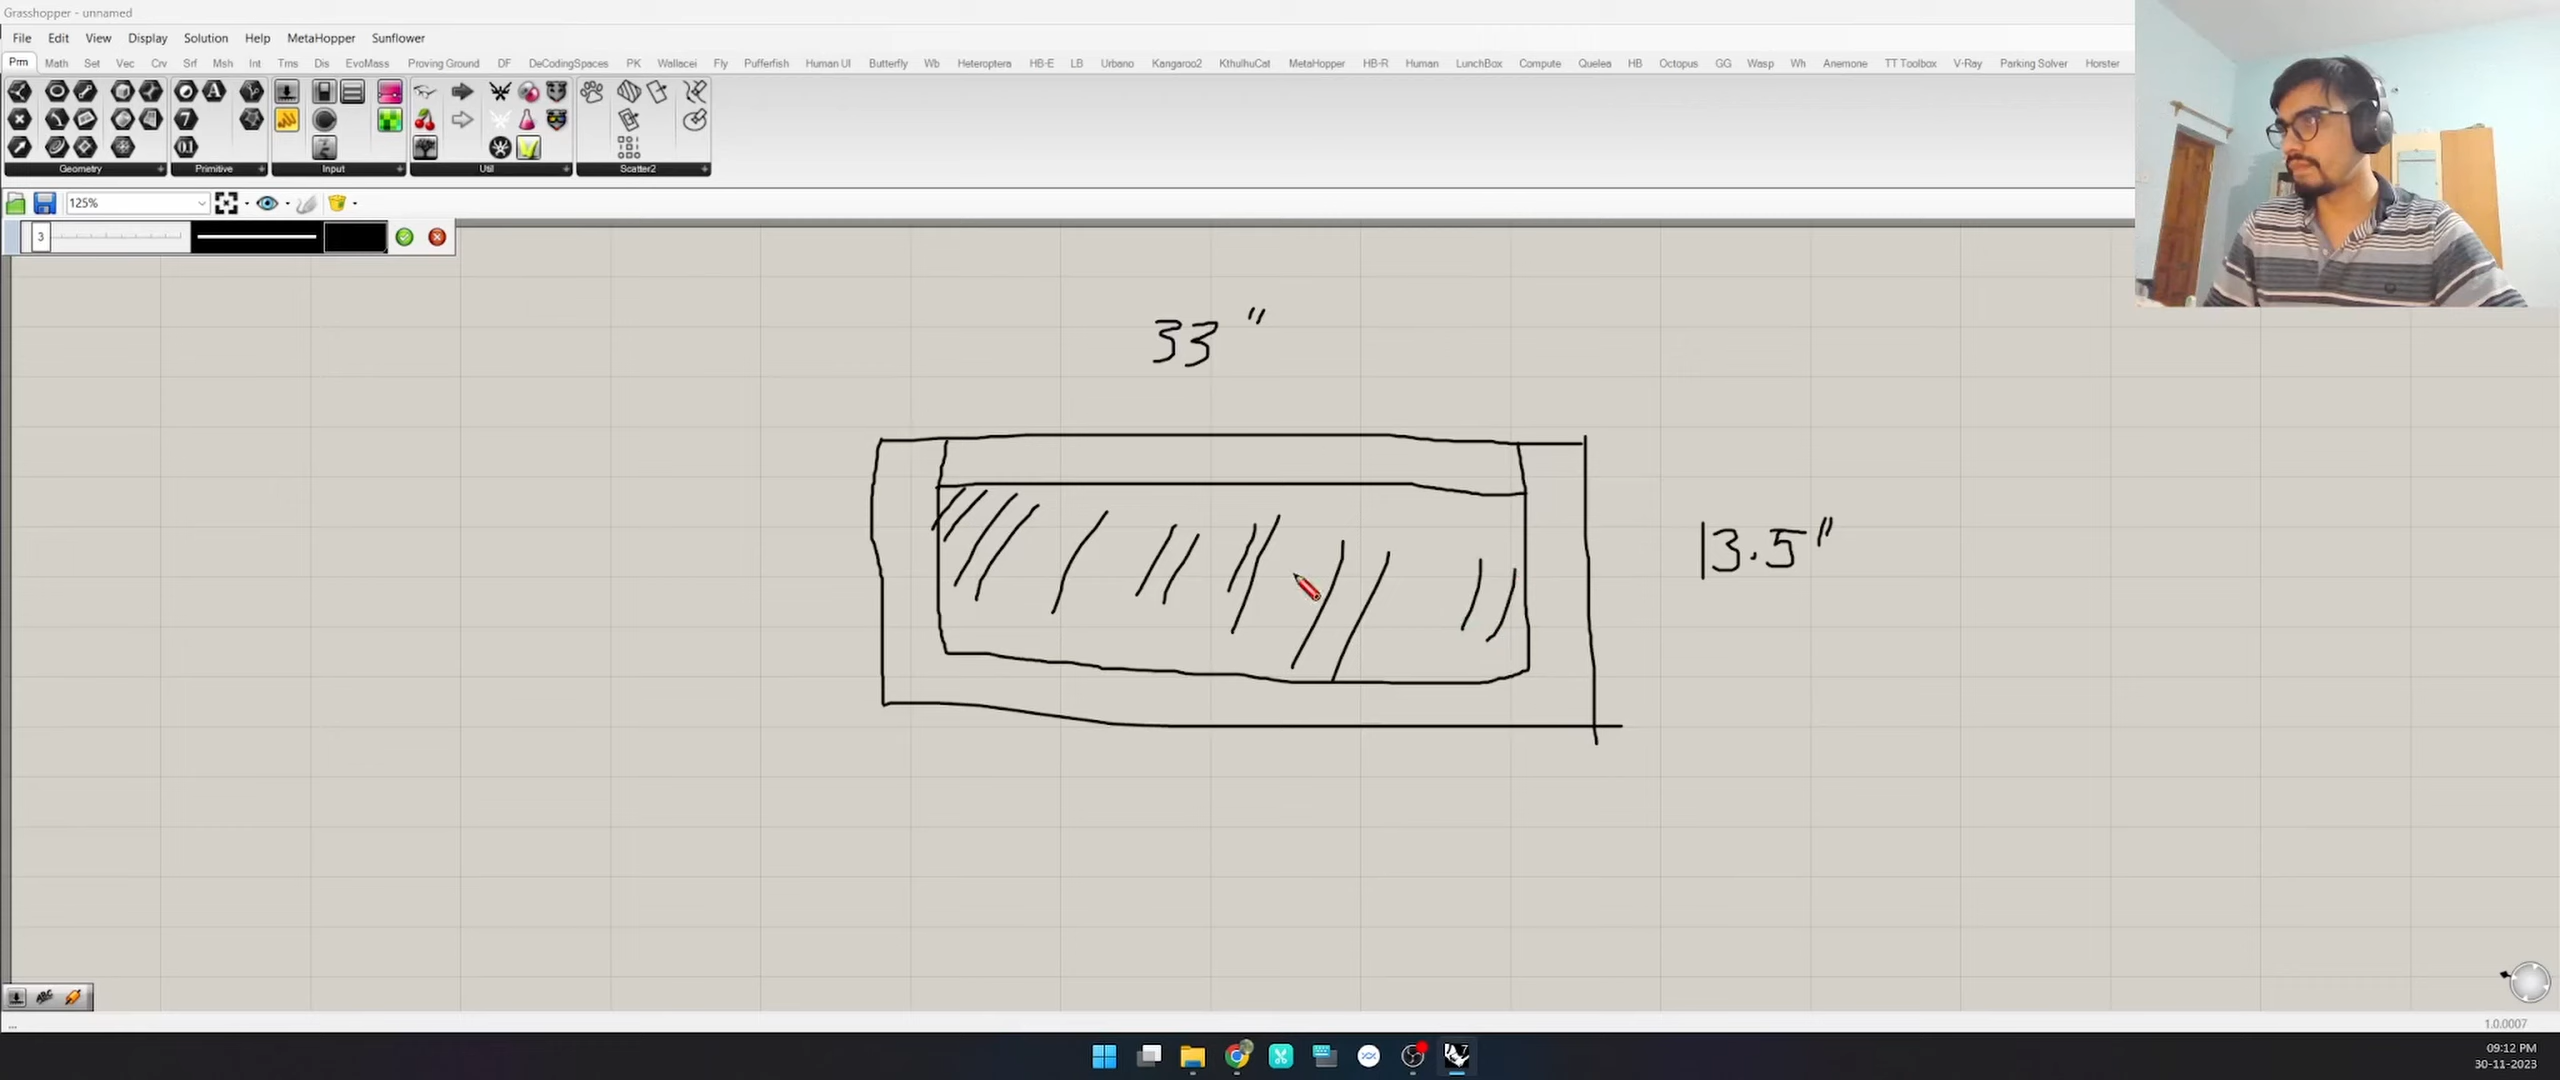 Grasshopper - unnamed
File Edit View Display Solution Help MetaHopper Sunflower
Prm Math Set Vec Crv Srf Msh Int Trns Dis EvoMass Proving Ground DF DeCodingSpaces PK Wallacei Fly Pufferfish Human UI Butterfly Wb Heteroptera HB-E LB Urbano Kangaroo2 KthulhuCat MetaHopper HB-R Human LunchBox Compute Quelea HB Octopus GG Wasp Wh Anemone TT Toolbox V-Ray Parking Solver Horster
Geometry Primitive Input Util Scatter2
125%
3
33"
13.5"
1.0.0007
09:12 PM
30-11-2023